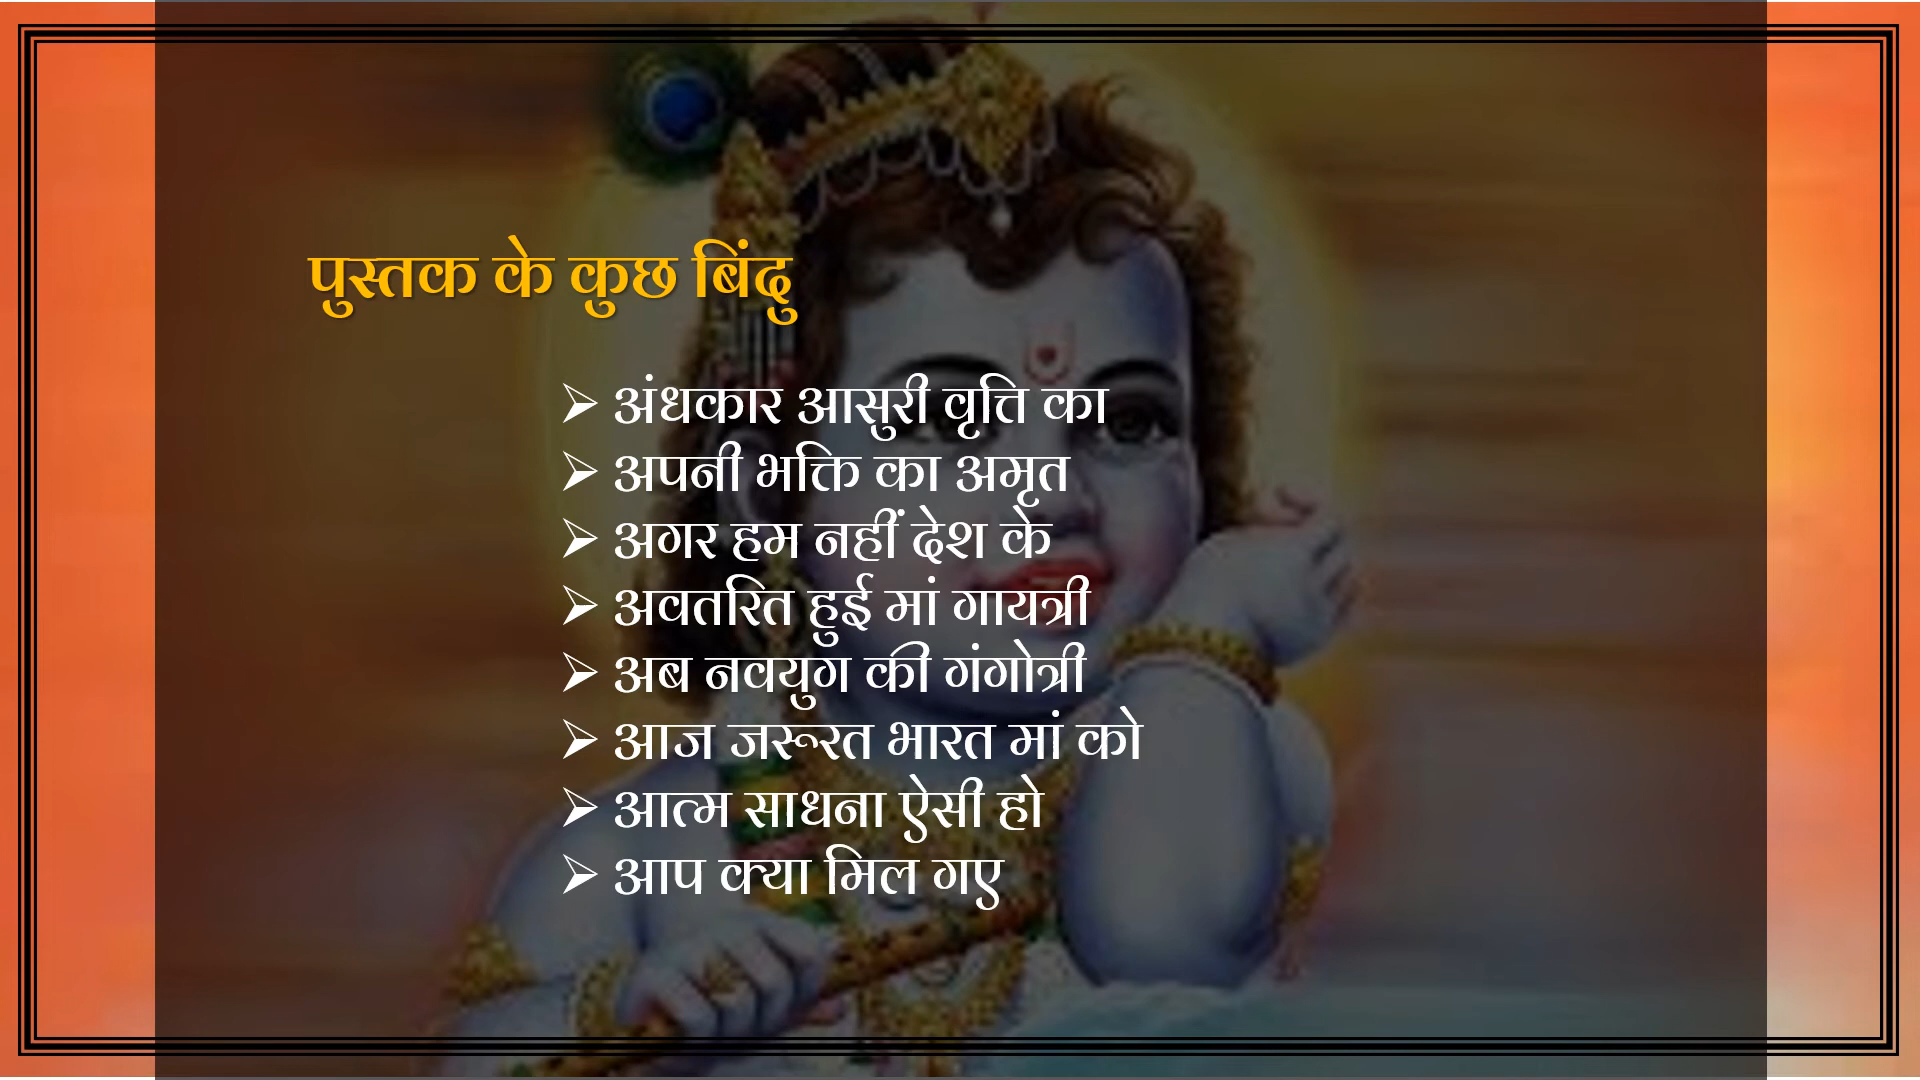 पुस्तक के कुछ बिंदु
➢ अंधकार आसुरी वृत्ति का
➢ अपनी भक्ति का अमृत
➢ अगर हम नहीं देश के
➢ अवतरित हुई मां गायत्री
➢ अब नवयुग की गंगोत्री
➢ आज जरूरत भारत मां को
➢ आत्म साधना ऐसी हो
➢ आप क्या मिल गए